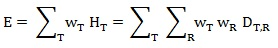 E = ∑T wT HT = ∑T ∑R wT wR DT,R